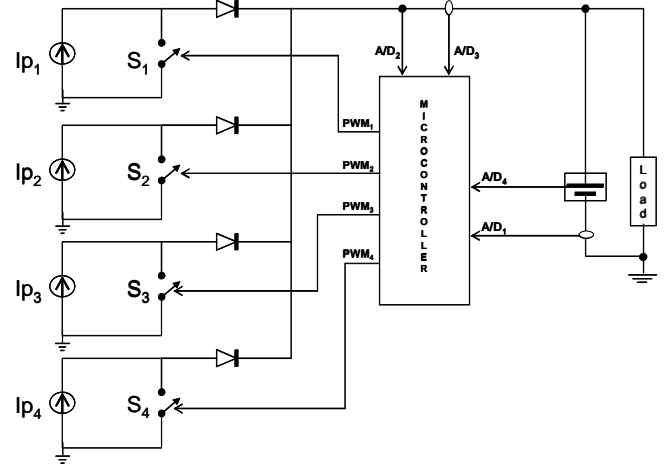 A/D2
A/D3
Ip1
S1
PWM1
MICROCONTROLLER
Load
Ip2
S2
PWM2
A/D4
PWM3
A/D1
Ip3
S3
PWM4
Ip4
S4